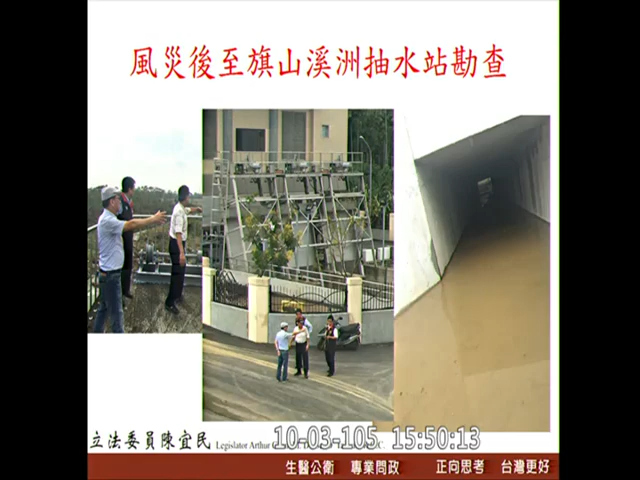 風災後至旗山溪洲抽水站勘查
立法委員陳宜民 Legislator Arthur C.
10-03-105 15:50:13
生醫公衛 專業問政 正向思考 台灣更好